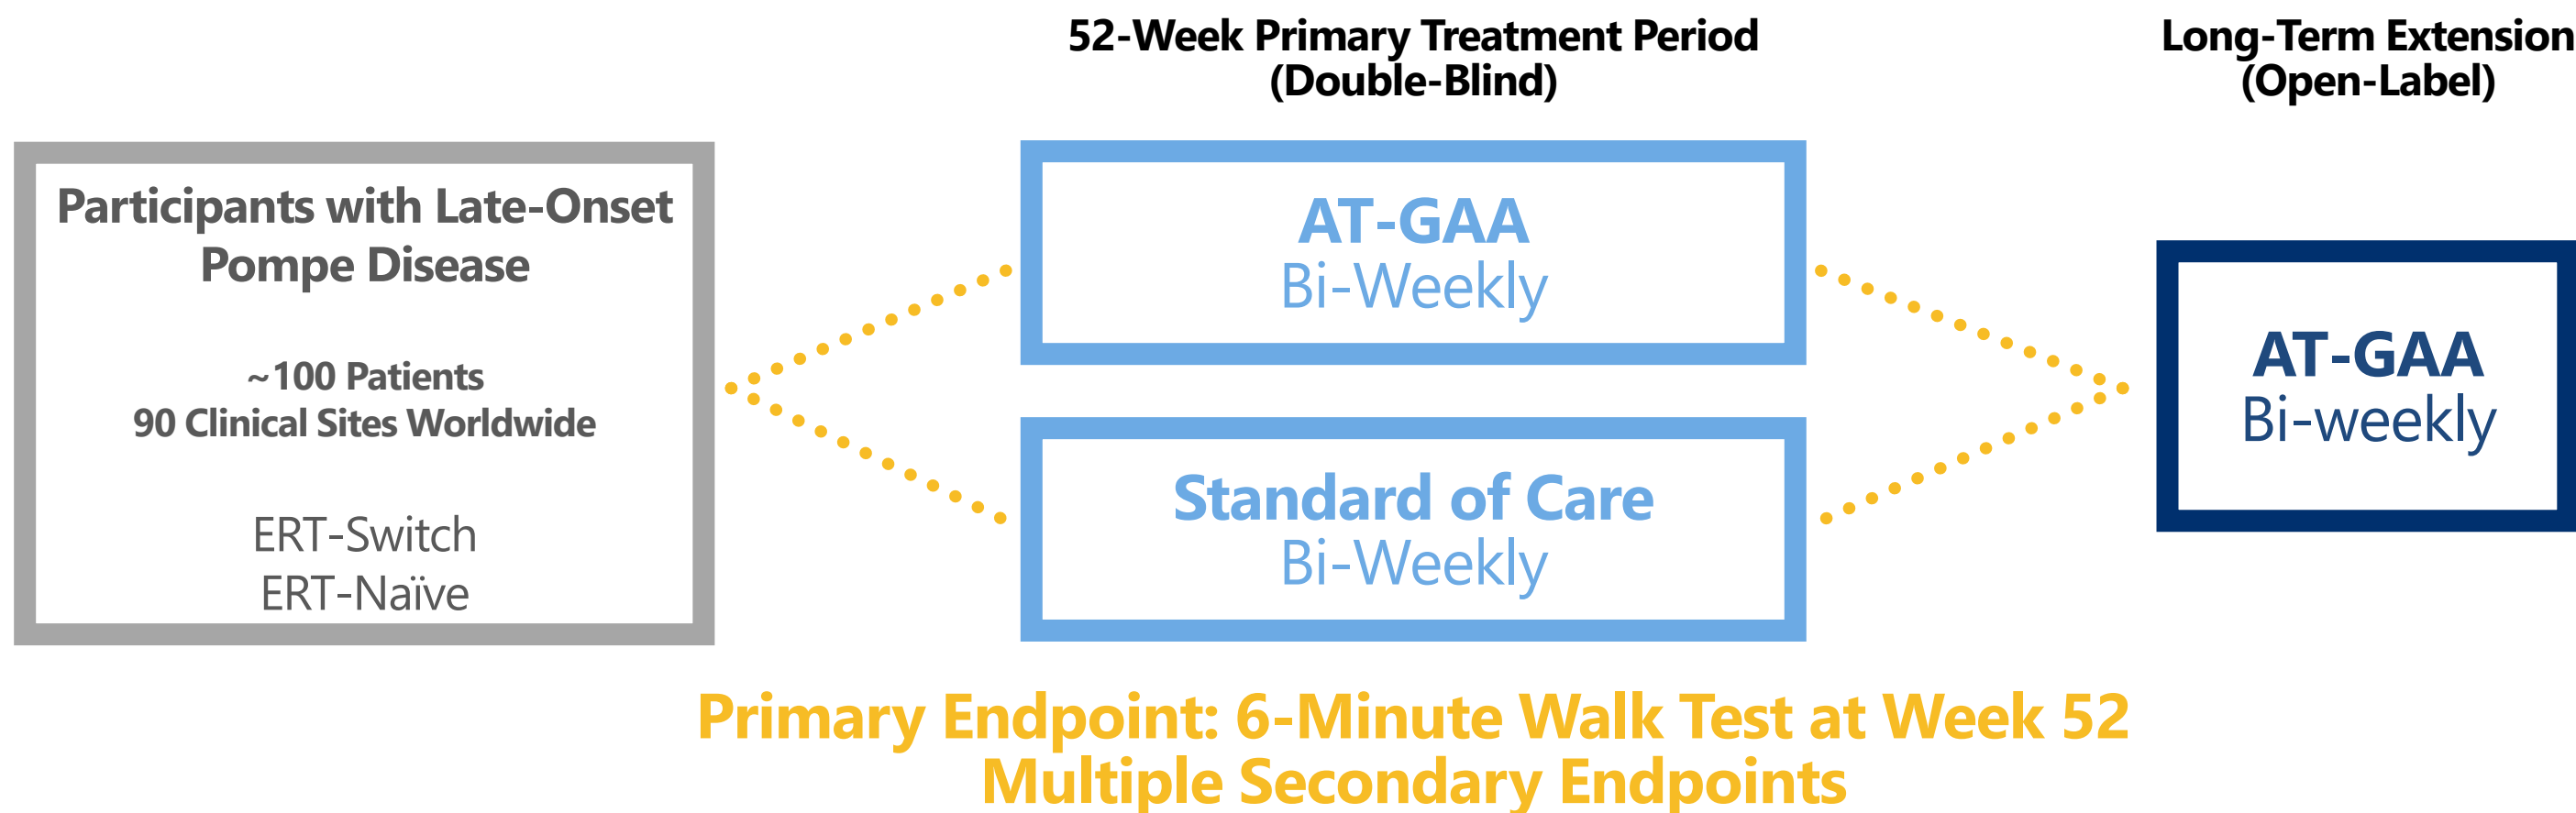 52-Week Primary Treatment Period
(Double-Blind)
Long-Term Extension
(Open-Label)
Participants with Late-Onset
Pompe Disease
~100 Patients
90 Clinical Sites Worldwide
ERT-Switch
ERT-Naïve
AT-GAA
Bi-Weekly
Standard of Care
Bi-Weekly
AT-GAA
Bi-weekly
Primary Endpoint: 6-Minute Walk Test at Week 52
Multiple Secondary Endpoints